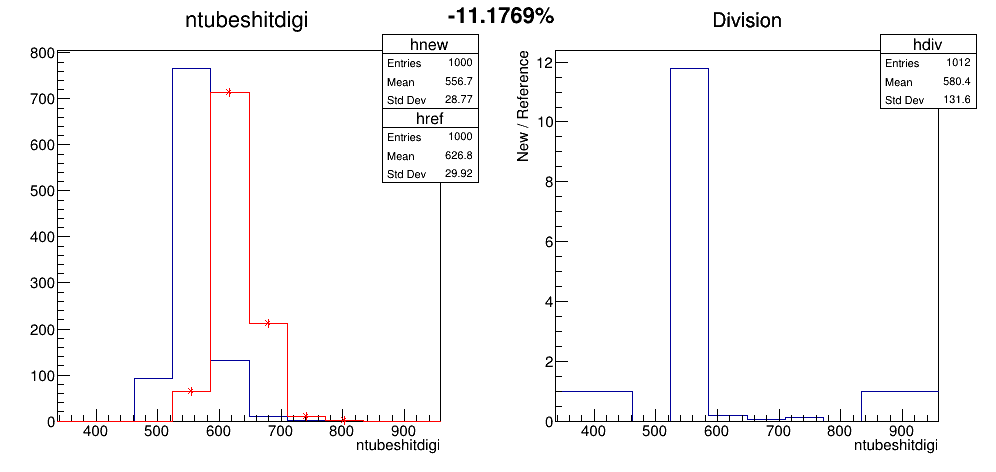 -11.1769%
ntubeshitdigi
hnew
Entries 1000
Mean 556.7
Std Dev 28.77
href
Entries 1000
Mean 626.8
Std Dev 29.92
800
700
600
500
400
300
200
100
0
400 500 600 700 800 900
ntubeshitdigi
Division
hdiv
Entries 1012
Mean 580.4
Std Dev 131.6
New / Reference
12
10
8
6
4
2
0
400 500 600 700 800 900
ntubeshitdigi